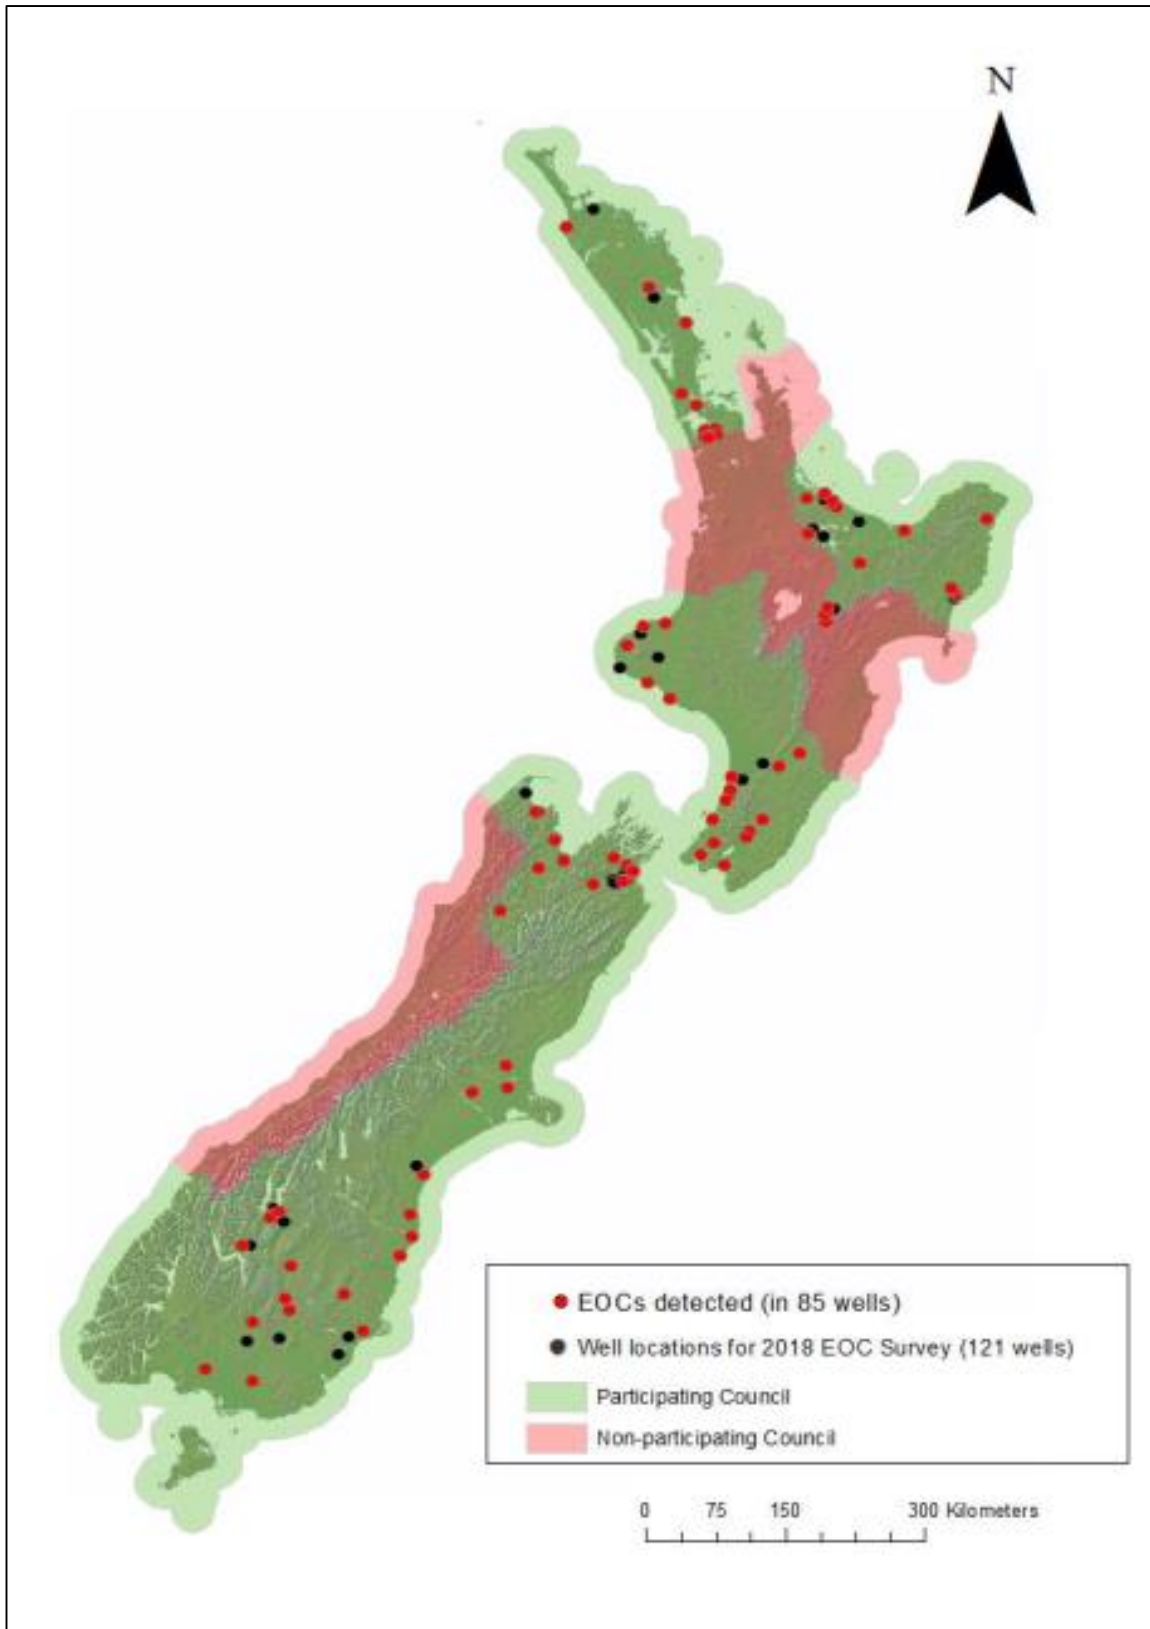 N
EOCs detected (in 85 wells)
Well locations for 2018 EOC Survey (121 wells)
Participating Council
Non-participating Council
0 75 150 300 Kilometers